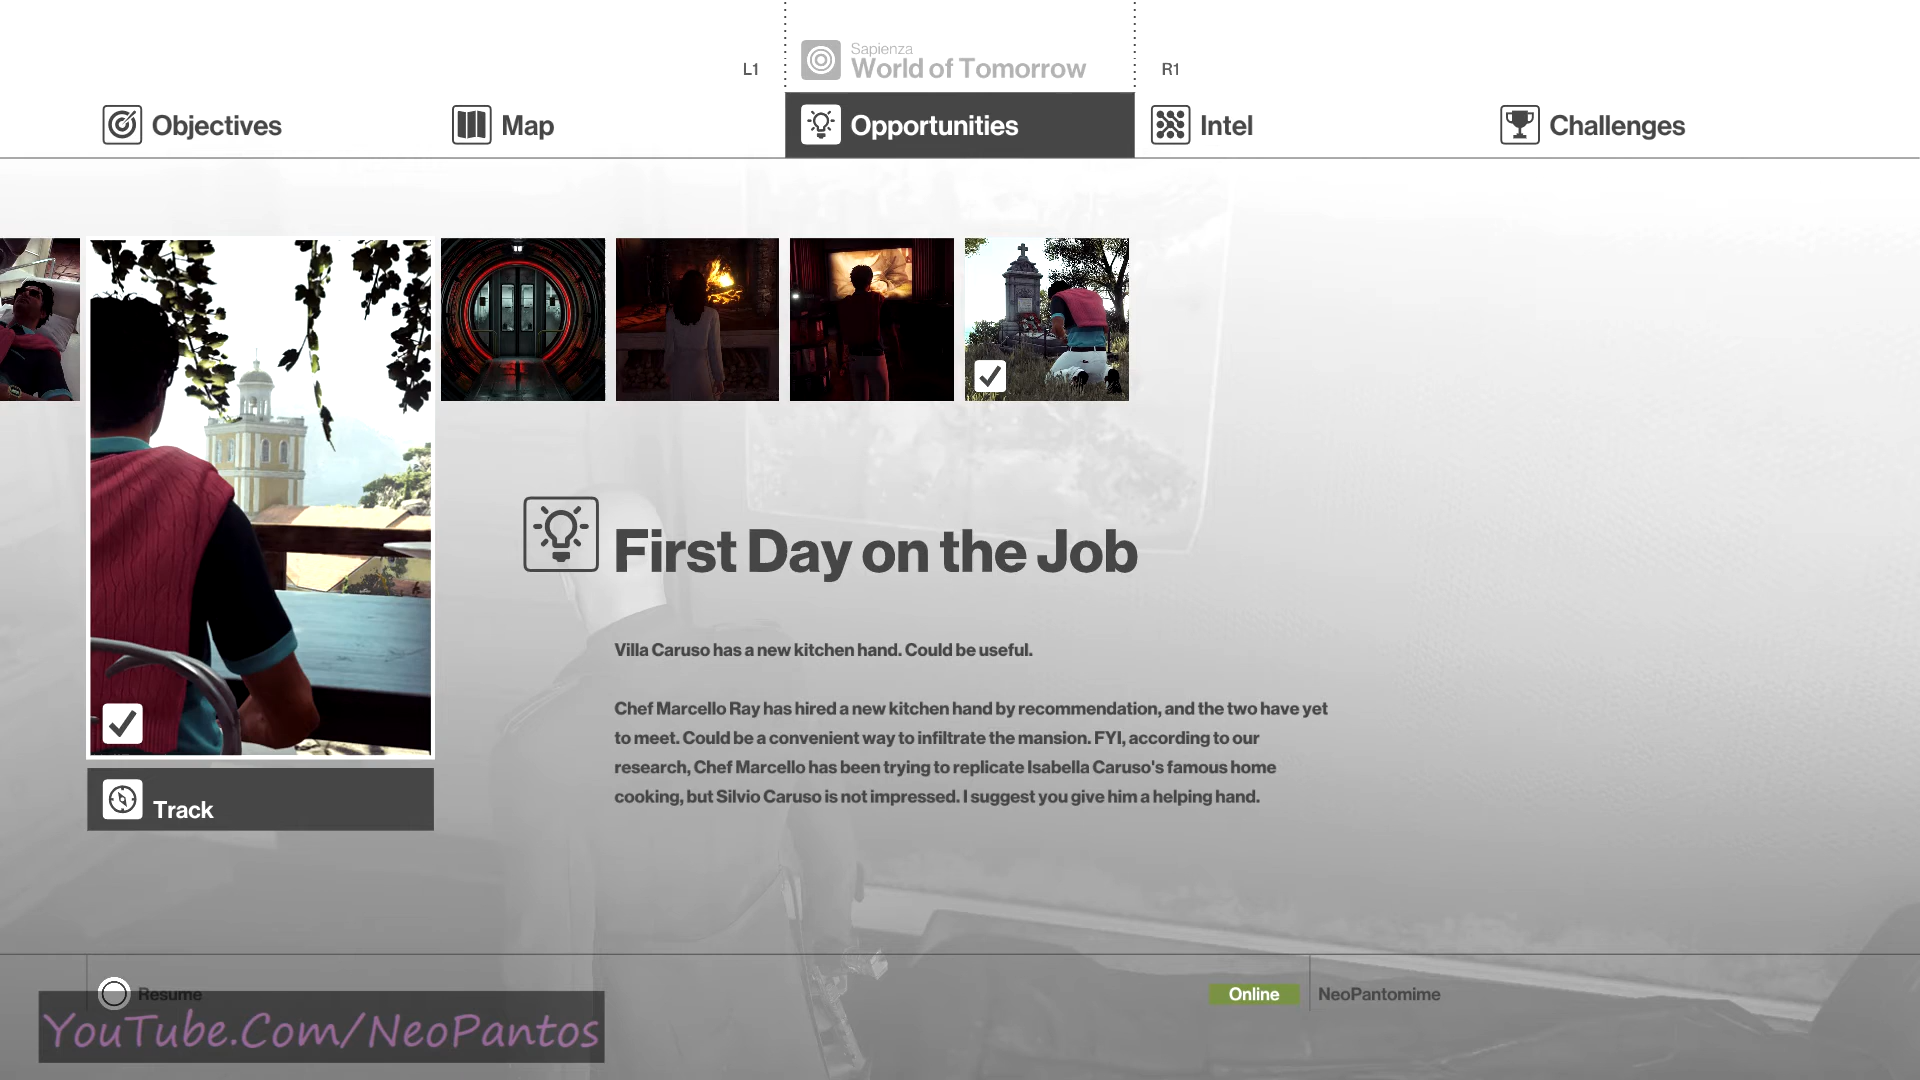 Sapienza
World of Tomorrow
L1
R1
Objectives
Map
Opportunities
Intel
Challenges
First Day on the Job
Villa Caruso has a new kitchen hand. Could be useful.
Chef Marcello Ray has hired a new kitchen hand by recommendation, and the two have yet
to meet. Could be a convenient way to infiltrate the mansion. FYI, according to our
research, Chef Marcello has been trying to replicate Isabella Caruso's famous home
cooking, but Silvio Caruso is not impressed. I suggest you give him a helping hand.
Track
Resume
Online
NeoPantomime
YouTube.Com/NeoPantos